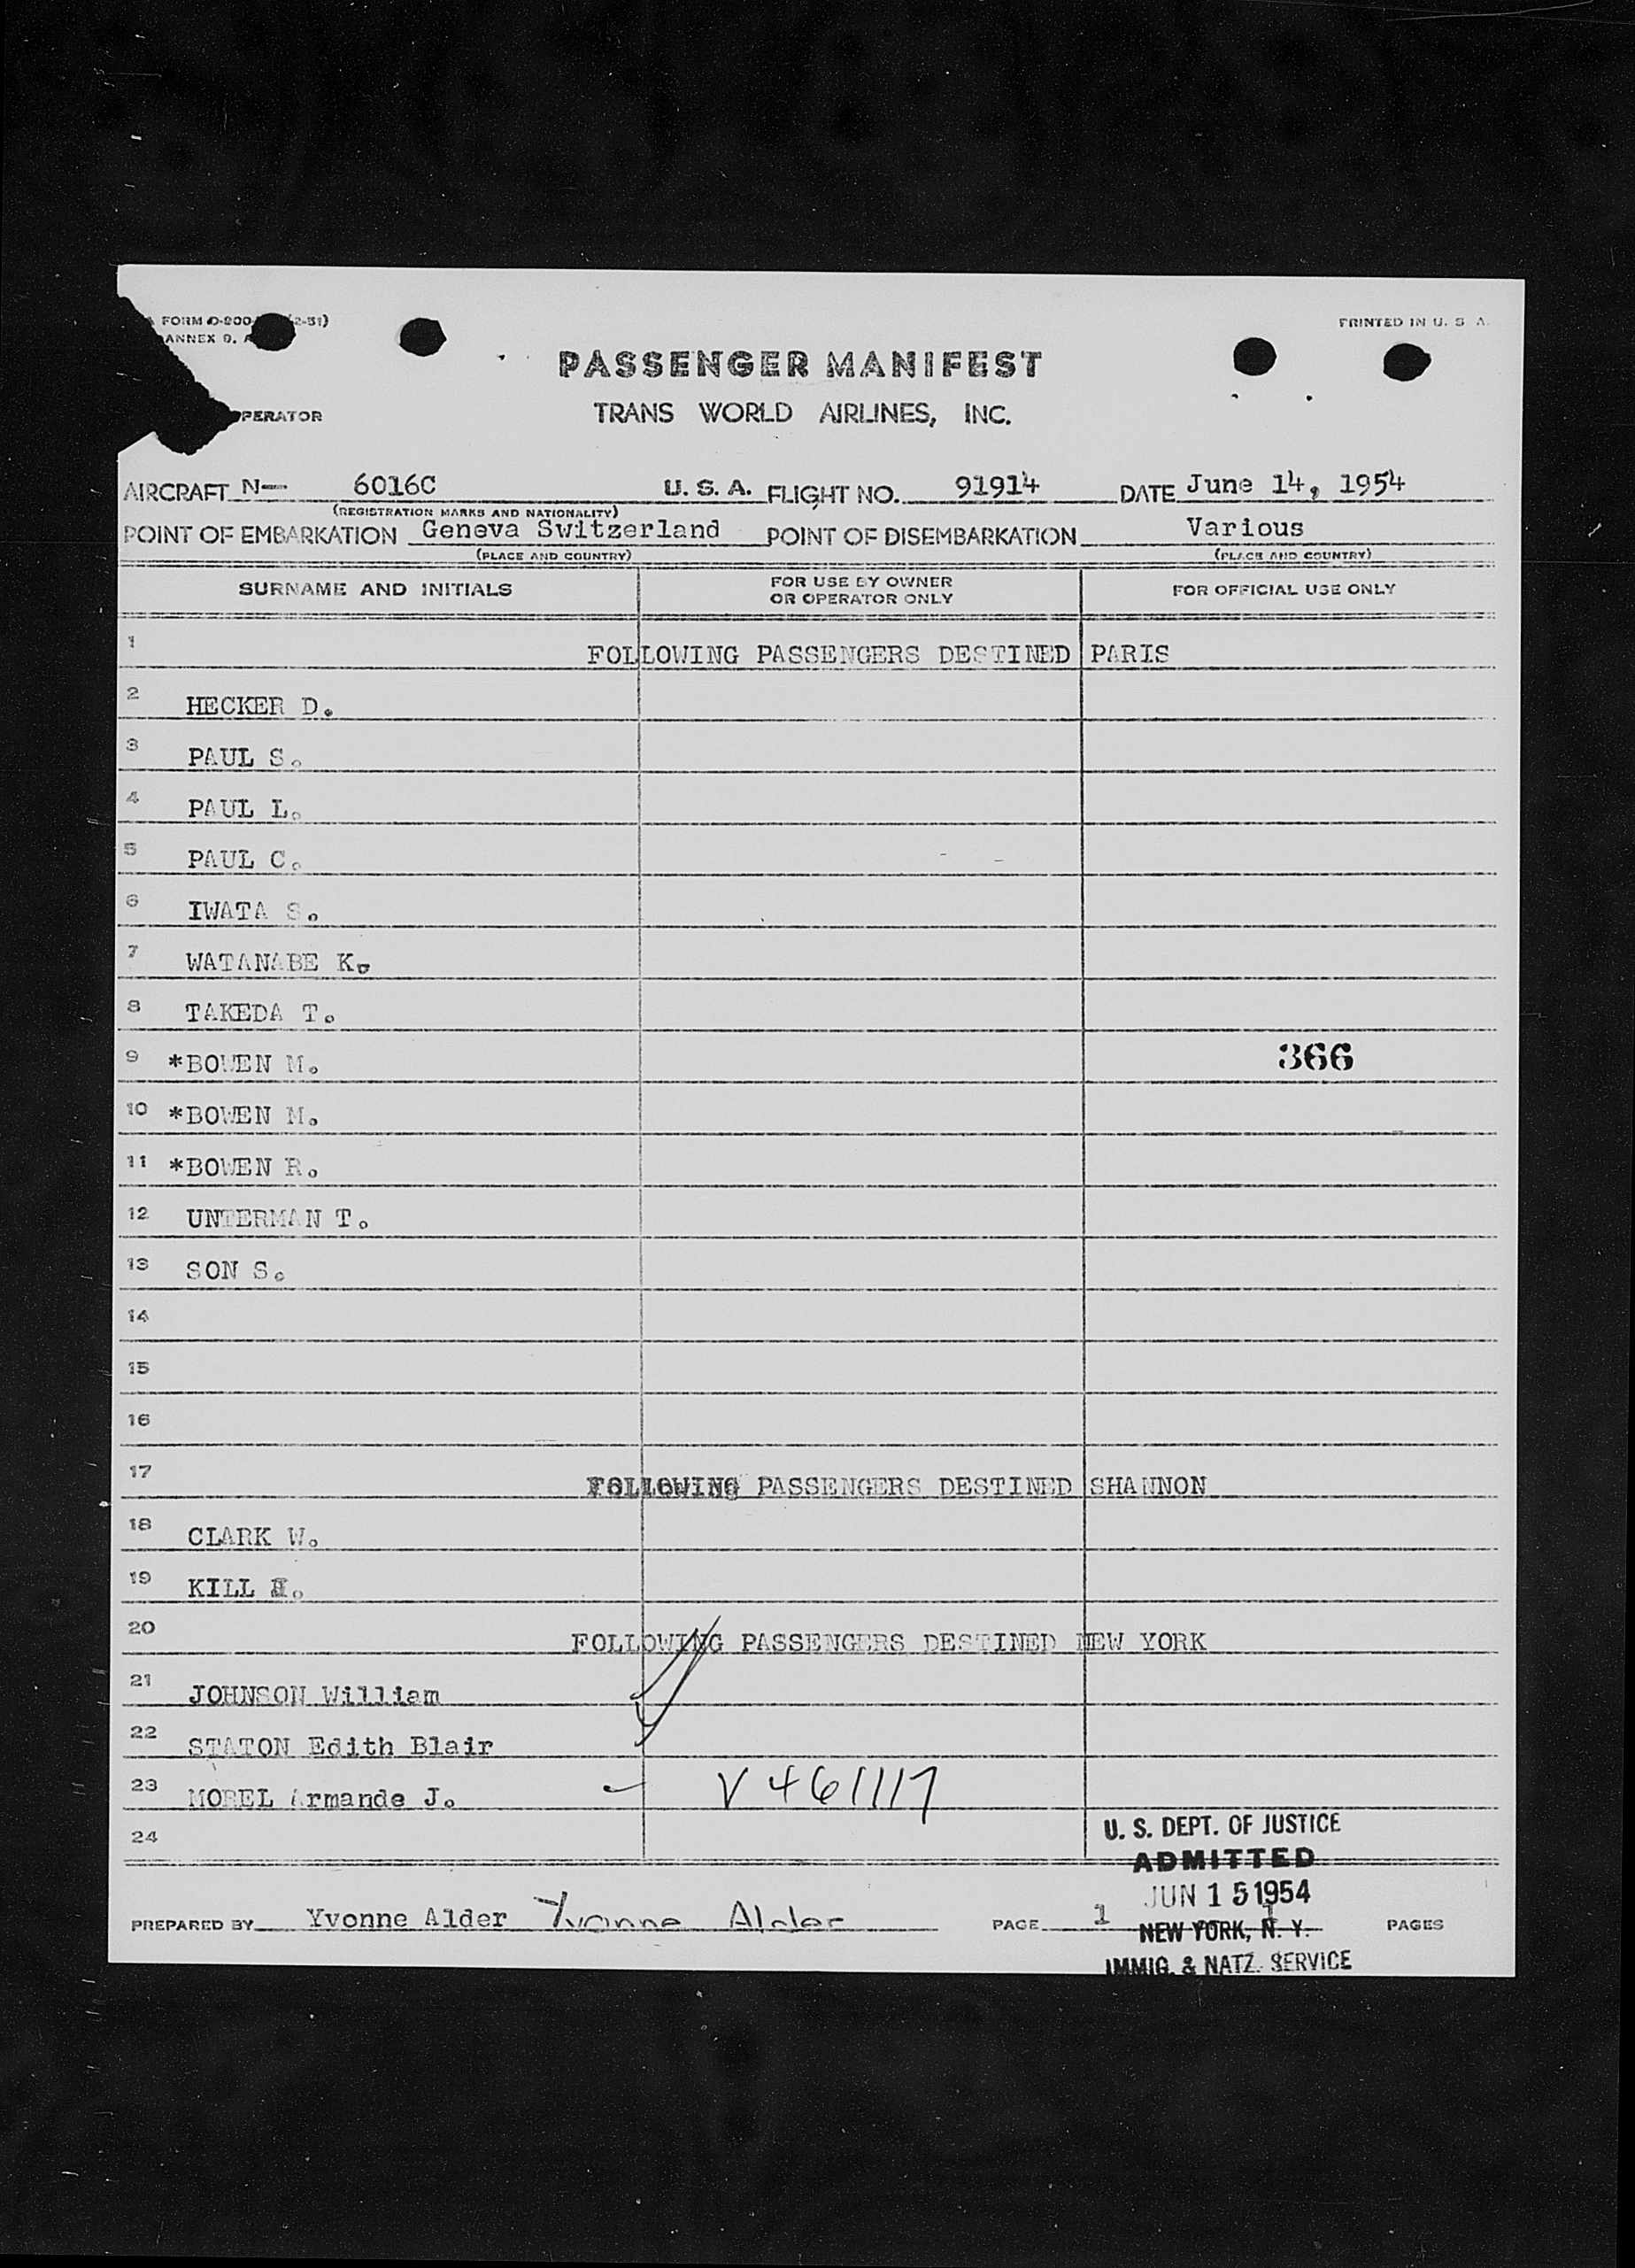 FORM O-800- (2-51)
PRINTED IN U. S. A.
ANNEX 9,
PASSENGER MANIFEST
OPERATOR
TRANS WORLD AIRLINES, INC.
AIRCRAFT N— 6016C U. S. A. FLIGHT NO. 91914 DATE June 14, 1954
(REGISTRATION MARKS AND NATIONALITY)
POINT OF EMBARKATION Geneva Switzerland POINT OF DISEMBARKATION Various
(PLACE AND COUNTRY) (PLACE AND COUNTRY)
SURNAME AND INITIALS FOR USE BY OWNER OR OPERATOR ONLY FOR OFFICIAL USE ONLY
1 FOLLOWING PASSENGERS DESTINED PARIS
2 HECKER D.
3 PAUL S.
4 PAUL L.
5 PAUL C.
6 IWATA S.
7 WATANABE K.
8 TAKEDA T.
9 *BOWEN M. 366
10 *BOWEN M.
11 *BOWEN R.
12 UNTERMAN T.
13 SON S.
14
15
16
17 FOLLOWING PASSENGERS DESTINED SHANNON
18 CLARK W.
19 KILL
20 FOLLOWING PASSENGERS DESTINED NEW YORK
21 JOHNSON William
22 STATON Edith Blair
23 MOREL Armande J. V 461117
24
U. S. DEPT. OF JUSTICE
ADMITTED
JUN 15 1954
PREPARED BY Yvonne Alder Yvonne Alder PAGE 1 1 PAGES
NEW YORK, N. Y.
IMMIG. & NATZ. SERVICE